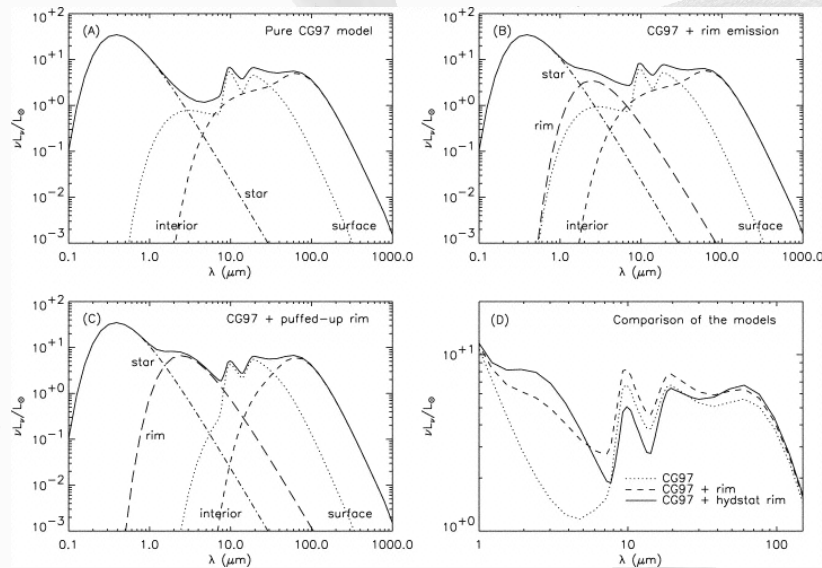 (A) Pure CG97 model
νLν/L⊙
10+2
10+1
10+0
10−1
10−2
10−3
star
interior
surface
0.1 1.0 10.0 100.0 1000.0
λ (μm)
(B) CG97 + rim emission
νLν/L⊙
10+2
10+1
10+0
10−1
10−2
10−3
star
rim
interior
surface
0.1 1.0 10.0 100.0 1000.0
λ (μm)
(C) CG97 + puffed-up rim
νLν/L⊙
10+2
10+1
10+0
10−1
10−2
10−3
star
rim
interior
surface
0.1 1.0 10.0 100.0 1000.0
λ (μm)
(D) Comparison of the models
νLν/L⊙
10+1
10+0
CG97
CG97 + rim
CG97 + hydstat rim
1 10 100
λ (μm)